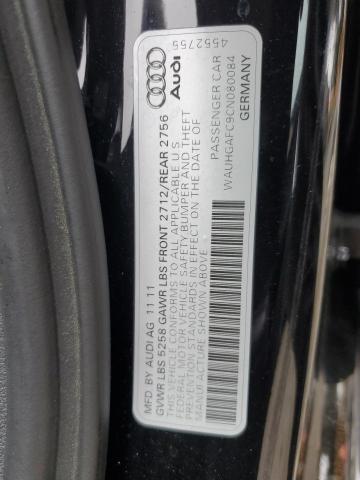 4552755
Audi
MFD BY AUDI AG 11 11
GVWR LBS 5258 GAWR LBS FRONT 2712/REAR 2756
THIS VEHICLE CONFORMS TO ALL APPLICABLE U S
FEDERAL MOTOR VEHICLE SAFETY BUMPER AND THEFT
PREVENTION STANDARDS IN EFFECT ON THE DATE OF
MANUFACTURE SHOWN ABOVE
PASSENGER CAR
WAUHGAFC9CN080084
GERMANY